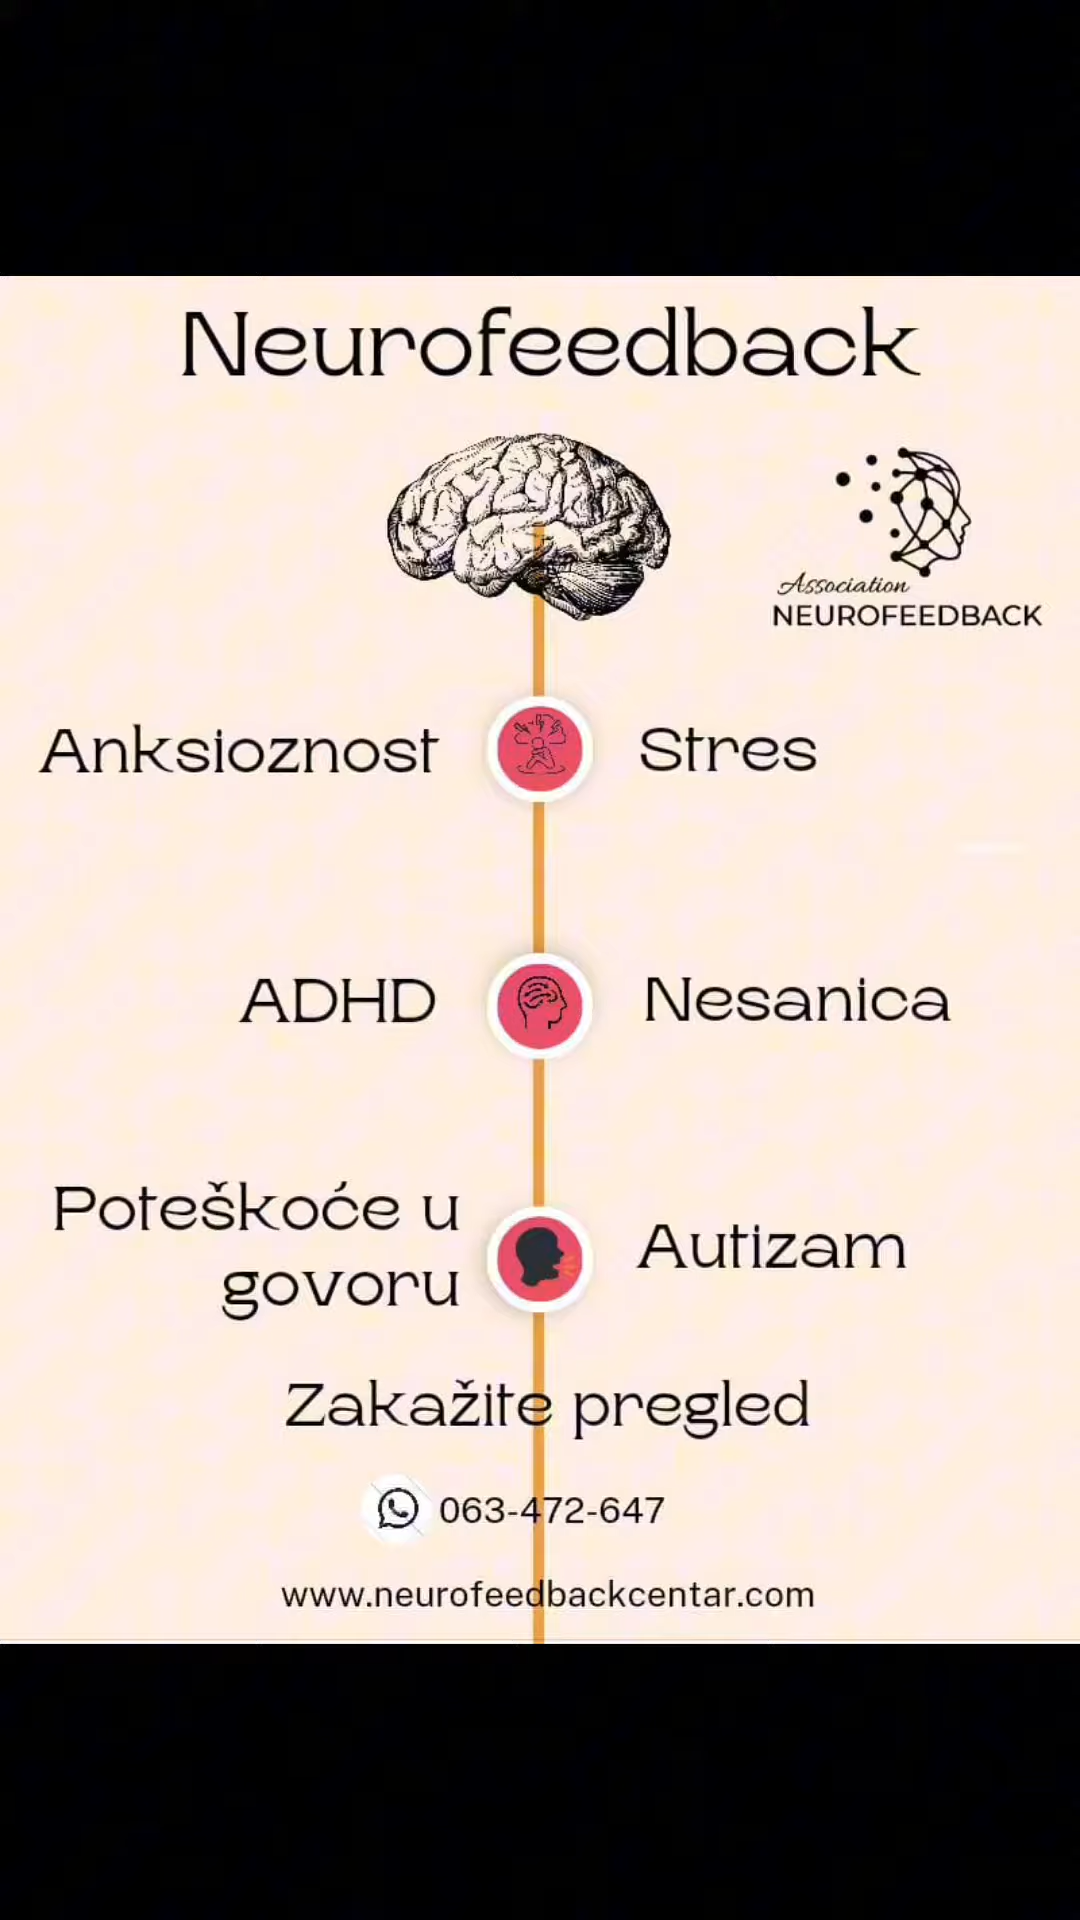 Neurofeedback
Association
NEUROFEEDBACK
Anksioznost
Stres
ADHD
Nesanica
Poteškoće u
govoru
Autizam
Zakažite pregled
063-472-647
www.neurofeedbackcentar.com